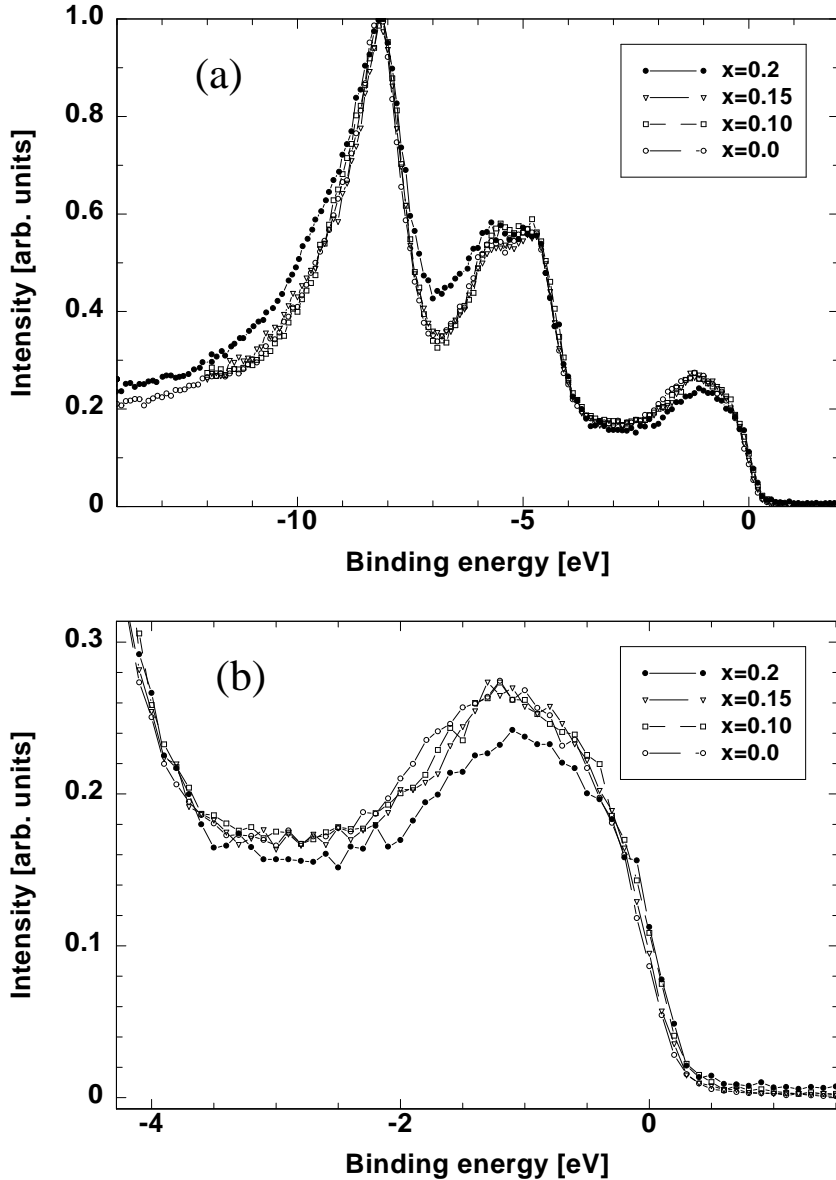 1.0
0.8
0.6
0.4
0.2
0
Intensity [arb. units]
(a)
x=0.2
x=0.15
x=0.10
x=0.0
-10
-5
0
Binding energy [eV]
0.3
0.2
0.1
0
Intensity [arb. units]
(b)
x=0.2
x=0.15
x=0.10
x=0.0
-4
-2
0
Binding energy [eV]